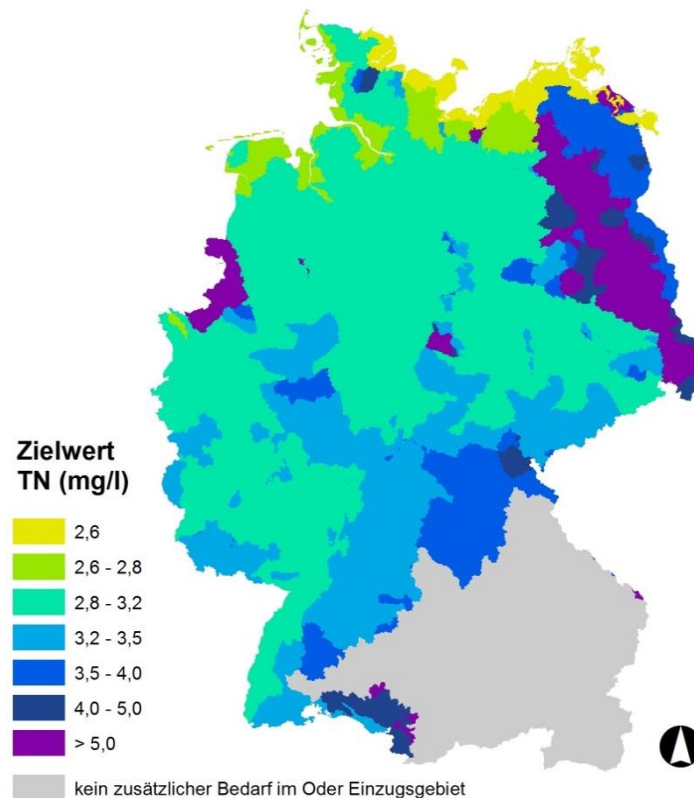 Zielwert
TN (mg/l)
2,6
2,6 - 2,8
2,8 - 3,2
3,2 - 3,5
3,5 - 4,0
4,0 - 5,0
> 5,0
kein zusätzlicher Bedarf im Oder Einzugsgebiet